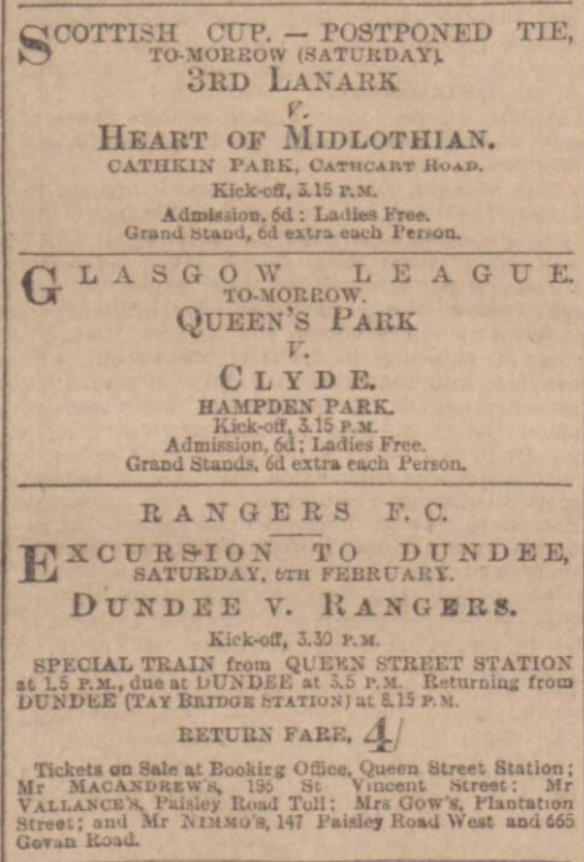 SCOTTISH CUP. — POSTPONED TIE,
TO-MORROW (SATURDAY).
3RD LANARK
v.
HEART OF MIDLOTHIAN.
CATHKIN PARK, CATHCART ROAD.
Kick-off, 3.15 P.M.
Admission, 6d: Ladies Free.
Grand Stand, 6d extra each Person.
GLASGOW LEAGUE.
TO-MORROW.
QUEEN'S PARK
V.
CLYDE.
HAMPDEN PARK.
Kick-off, 3.15 P.M.
Admission, 6d; Ladies Free.
Grand Stands, 6d extra each Person.
RANGERS F.C.
EXCURSION TO DUNDEE,
SATURDAY, 6TH FEBRUARY.
DUNDEE V. RANGERS.
Kick-off, 3.30 P.M.
SPECIAL TRAIN from QUEEN STREET STATION
at 1.5 P.M., due at DUNDEE at 3.5 P.M. Returning from
DUNDEE (TAY BRIDGE STATION) at 8.15 P.M.
RETURN FARE, 4/
Tickets on Sale at Booking Office, Queen Street Station;
Mr MACANDREW'S, 195 St Vincent Street; Mr
VALLANCE'S, Paisley Road Toll; Mrs GOW'S, Plantation
Street; and Mr NIMMO'S, 147 Paisley Road West and 665
Govan Road.